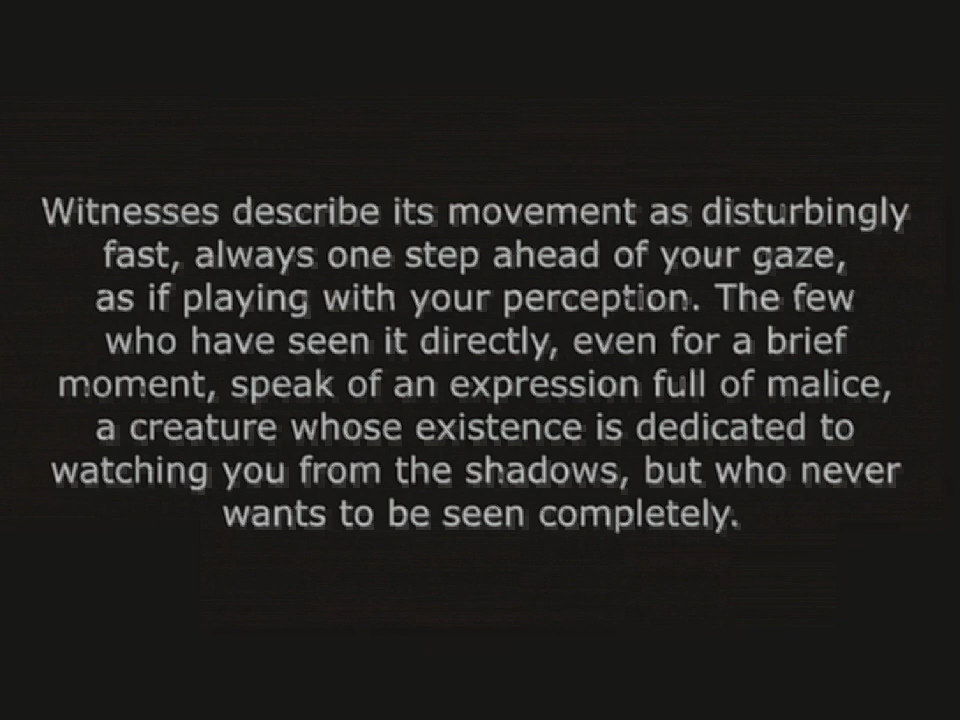 Witnesses describe its movement as disturbingly
fast, always one step ahead of your gaze,
as if playing with your perception. The few
who have seen it directly, even for a brief
moment, speak of an expression full of malice,
a creature whose existence is dedicated to
watching you from the shadows, but who never
wants to be seen completely.